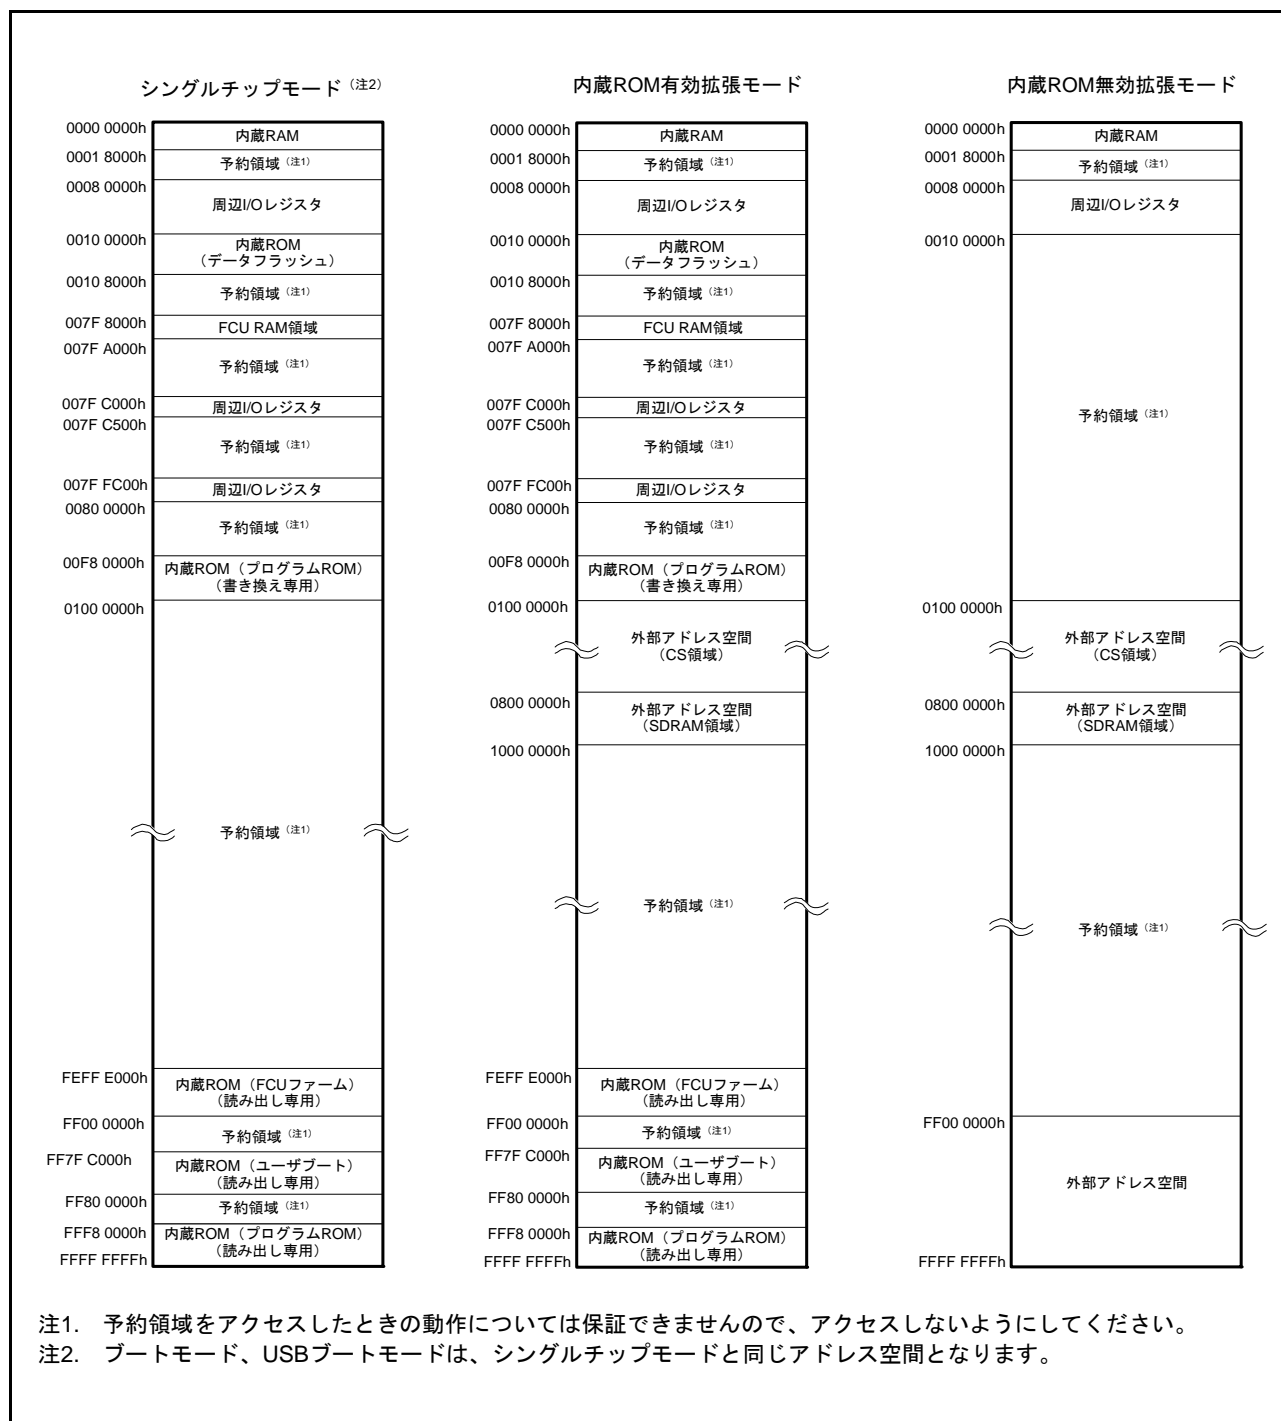 シングルチップモード（注2）
0000 0000h
内蔵RAM
0001 8000h
予約領域（注1）
0008 0000h
周辺I/Oレジスタ
0010 0000h
内蔵ROM
（データフラッシュ）
0010 8000h
予約領域（注1）
007F 8000h
FCU RAM領域
007F A000h
予約領域（注1）
007F C000h
周辺I/Oレジスタ
007F C500h
予約領域（注1）
007F FC00h
周辺I/Oレジスタ
0080 0000h
予約領域（注1）
00F8 0000h
内蔵ROM（プログラムROM）
（書き換え専用）
0100 0000h
予約領域（注1）
FEFF E000h
内蔵ROM（FCUファーム）
（読み出し専用）
FF00 0000h
予約領域（注1）
FF7F C000h
内蔵ROM（ユーザブート）
（読み出し専用）
FF80 0000h
予約領域（注1）
FFF8 0000h
内蔵ROM（プログラムROM）
（読み出し専用）
FFFF FFFFh
内蔵ROM有効拡張モード
0000 0000h
内蔵RAM
0001 8000h
予約領域（注1）
0008 0000h
周辺I/Oレジスタ
0010 0000h
内蔵ROM
（データフラッシュ）
0010 8000h
予約領域（注1）
007F 8000h
FCU RAM領域
007F A000h
予約領域（注1）
007F C000h
周辺I/Oレジスタ
007F C500h
予約領域（注1）
007F FC00h
周辺I/Oレジスタ
0080 0000h
予約領域（注1）
00F8 0000h
内蔵ROM（プログラムROM）
（書き換え専用）
0100 0000h
外部アドレス空間
（CS領域）
0800 0000h
外部アドレス空間
（SDRAM領域）
1000 0000h
予約領域（注1）
FEFF E000h
内蔵ROM（FCUファーム）
（読み出し専用）
FF00 0000h
予約領域（注1）
FF7F C000h
内蔵ROM（ユーザブート）
（読み出し専用）
FF80 0000h
予約領域（注1）
FFF8 0000h
内蔵ROM（プログラムROM）
（読み出し専用）
FFFF FFFFh
内蔵ROM無効拡張モード
0000 0000h
内蔵RAM
0001 8000h
予約領域（注1）
0008 0000h
周辺I/Oレジスタ
0010 0000h
予約領域（注1）
0100 0000h
外部アドレス空間
（CS領域）
0800 0000h
外部アドレス空間
（SDRAM領域）
1000 0000h
予約領域（注1）
FF00 0000h
外部アドレス空間
FFFF FFFFh
注1. 予約領域をアクセスしたときの動作については保証できませんので、アクセスしないようにしてください。
注2. ブートモード、USBブートモードは、シングルチップモードと同じアドレス空間となります。